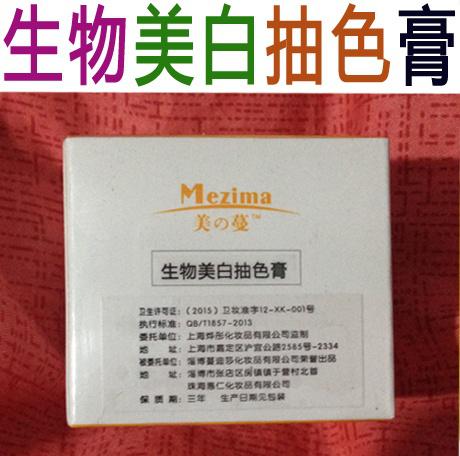 生物美白抽色膏
Mezima
美の蔓™
生物美白抽色膏
卫生许可证：（2015）卫妆准字12-XK-001号
执行标准：QB/T1857-2013
委托单位：上海烨彤化妆品有限公司监制
地　址：上海市嘉定区沪宜公路2585号-2334
被委托单位：淄博蔓迪莎化妆品有限公司荣誉出品
地　址：淄博市张店区房镇镇于营村北首
珠海惠仁化妆品有限公司
保 质 期：三年　生产日期见包装